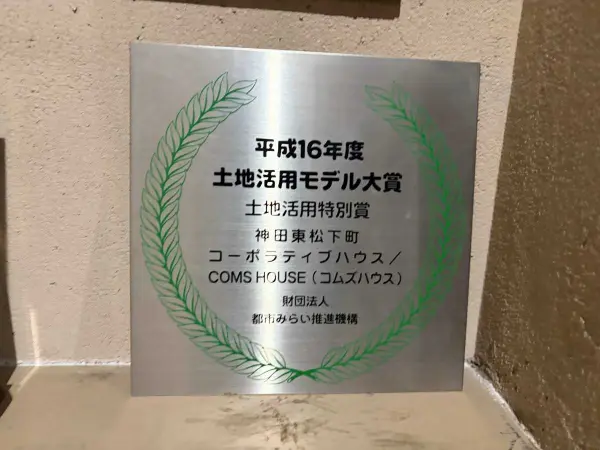 平成16年度
土地活用モデル大賞
土地活用特別賞
神田東松下町
コーポラティブハウス／
COMS HOUSE（コムズハウス）
財団法人
都市みらい推進機構